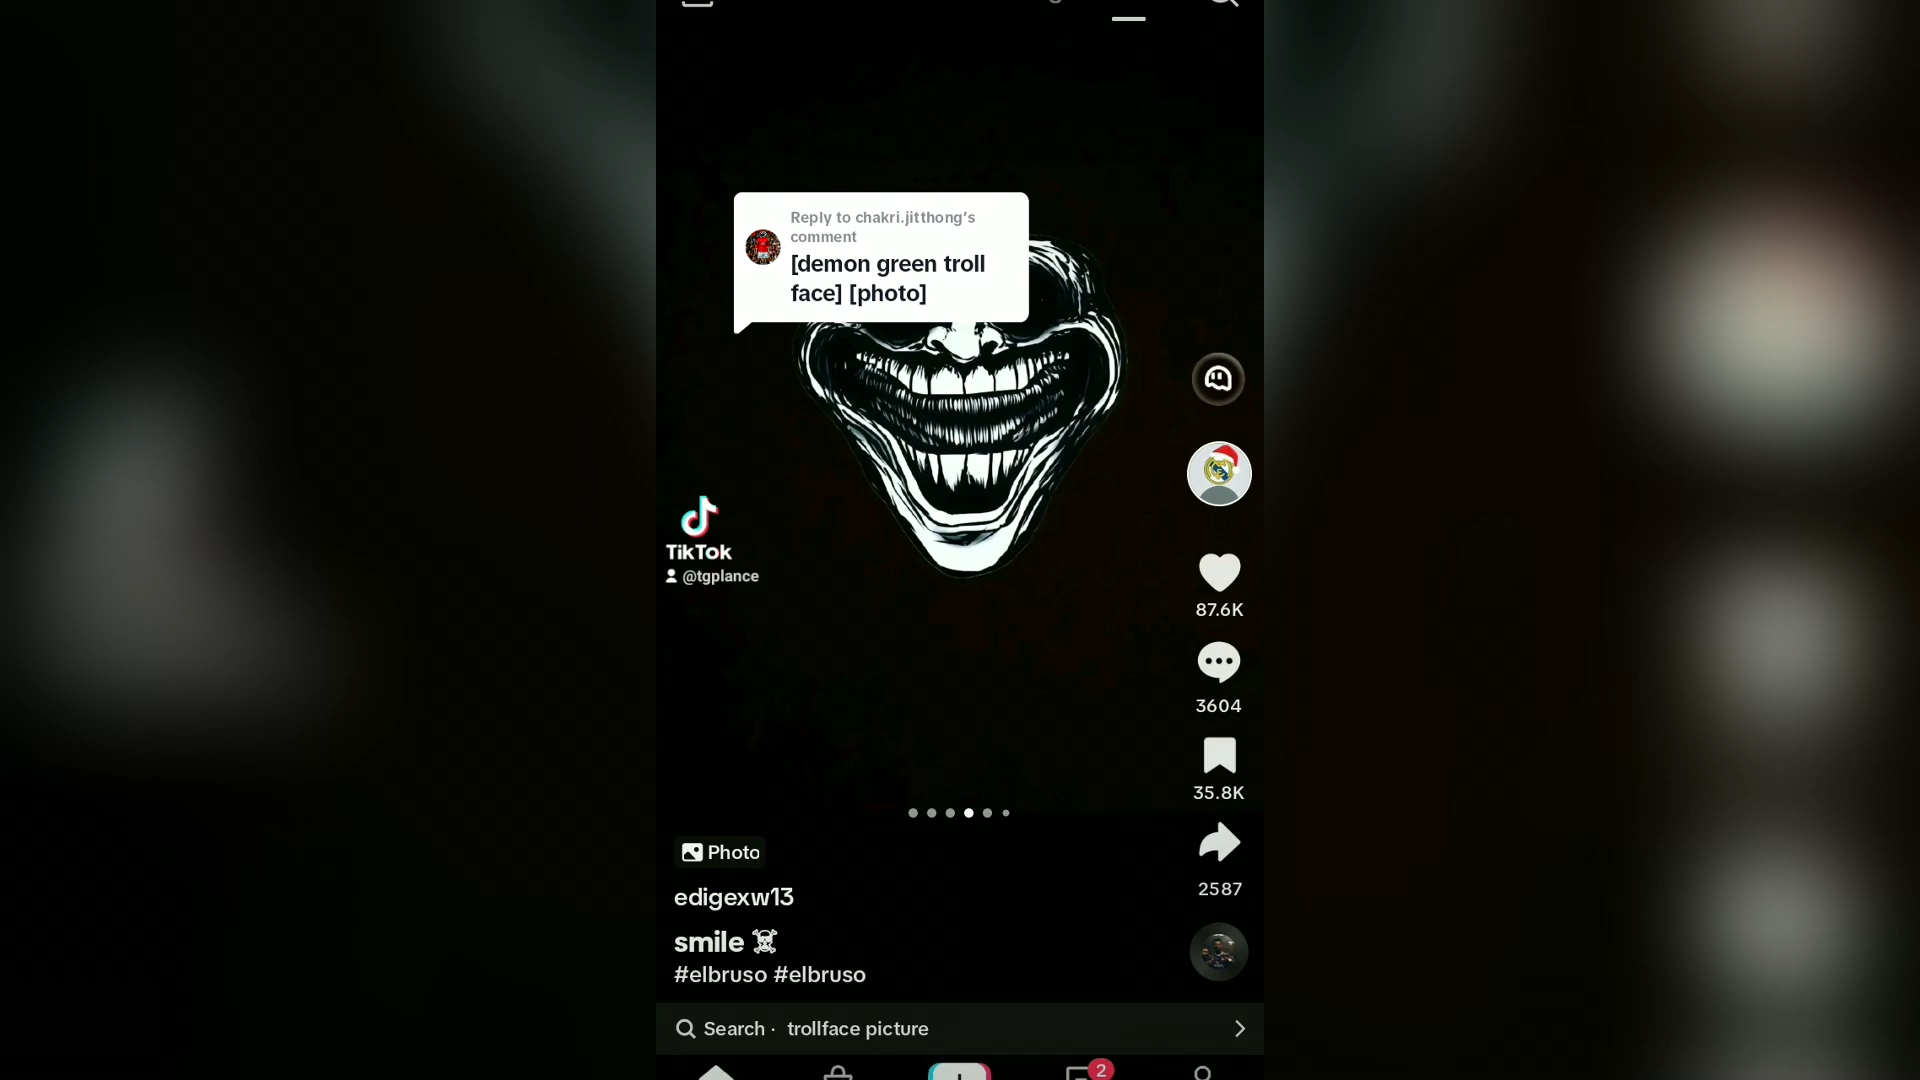 Reply to chakri.jitthong's
comment
[demon green troll
face] [photo]
TikTok
@tgplance
87.6K
3604
35.8K
2587
Photo
edigexw13
smile ☠
#elbruso #elbruso
Search · trollface picture
2